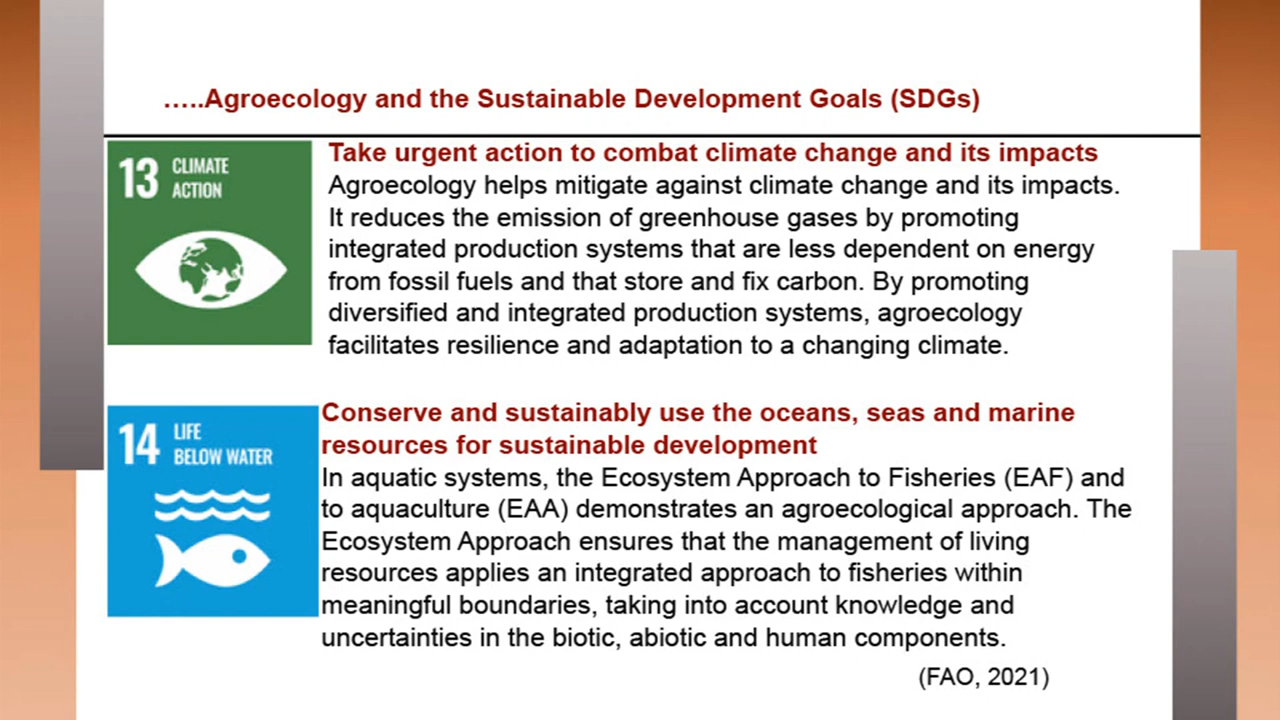 …..Agroecology and the Sustainable Development Goals (SDGs)
13 CLIMATE
ACTION
Take urgent action to combat climate change and its impacts
Agroecology helps mitigate against climate change and its impacts.
It reduces the emission of greenhouse gases by promoting
integrated production systems that are less dependent on energy
from fossil fuels and that store and fix carbon. By promoting
diversified and integrated production systems, agroecology
facilitates resilience and adaptation to a changing climate.
14 LIFE
BELOW WATER
Conserve and sustainably use the oceans, seas and marine
resources for sustainable development
In aquatic systems, the Ecosystem Approach to Fisheries (EAF) and
to aquaculture (EAA) demonstrates an agroecological approach. The
Ecosystem Approach ensures that the management of living
resources applies an integrated approach to fisheries within
meaningful boundaries, taking into account knowledge and
uncertainties in the biotic, abiotic and human components.
(FAO, 2021)